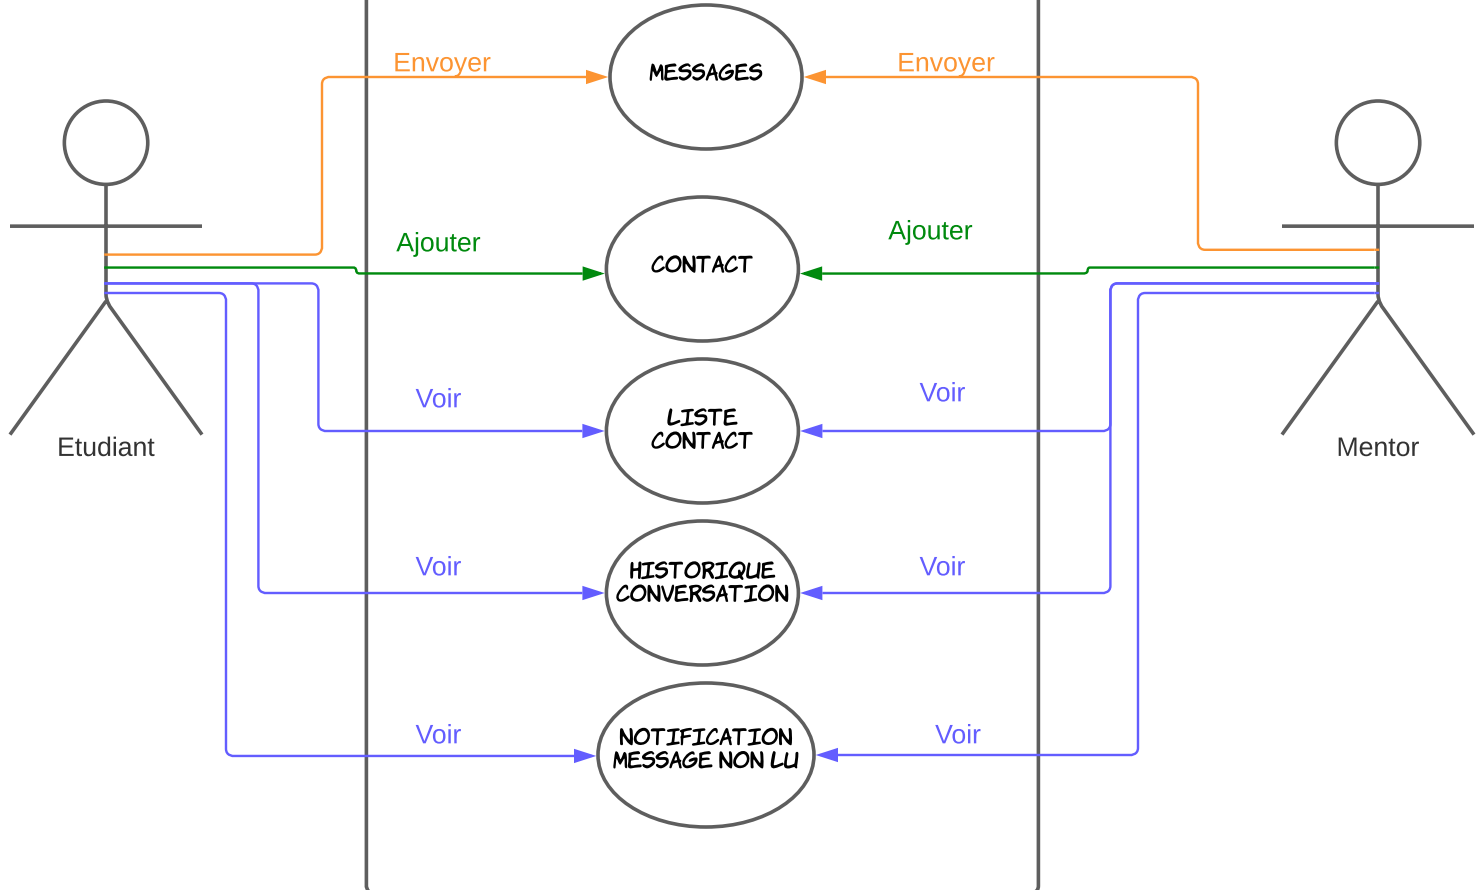 Envoyer
Envoyer
MESSAGES
Ajouter
Ajouter
CONTACT
Voir
Voir
LISTE
CONTACT
Etudiant
Mentor
Voir
Voir
HISTORIQUE
CONVERSATION
Voir
Voir
NOTIFICATION
MESSAGE NON LU